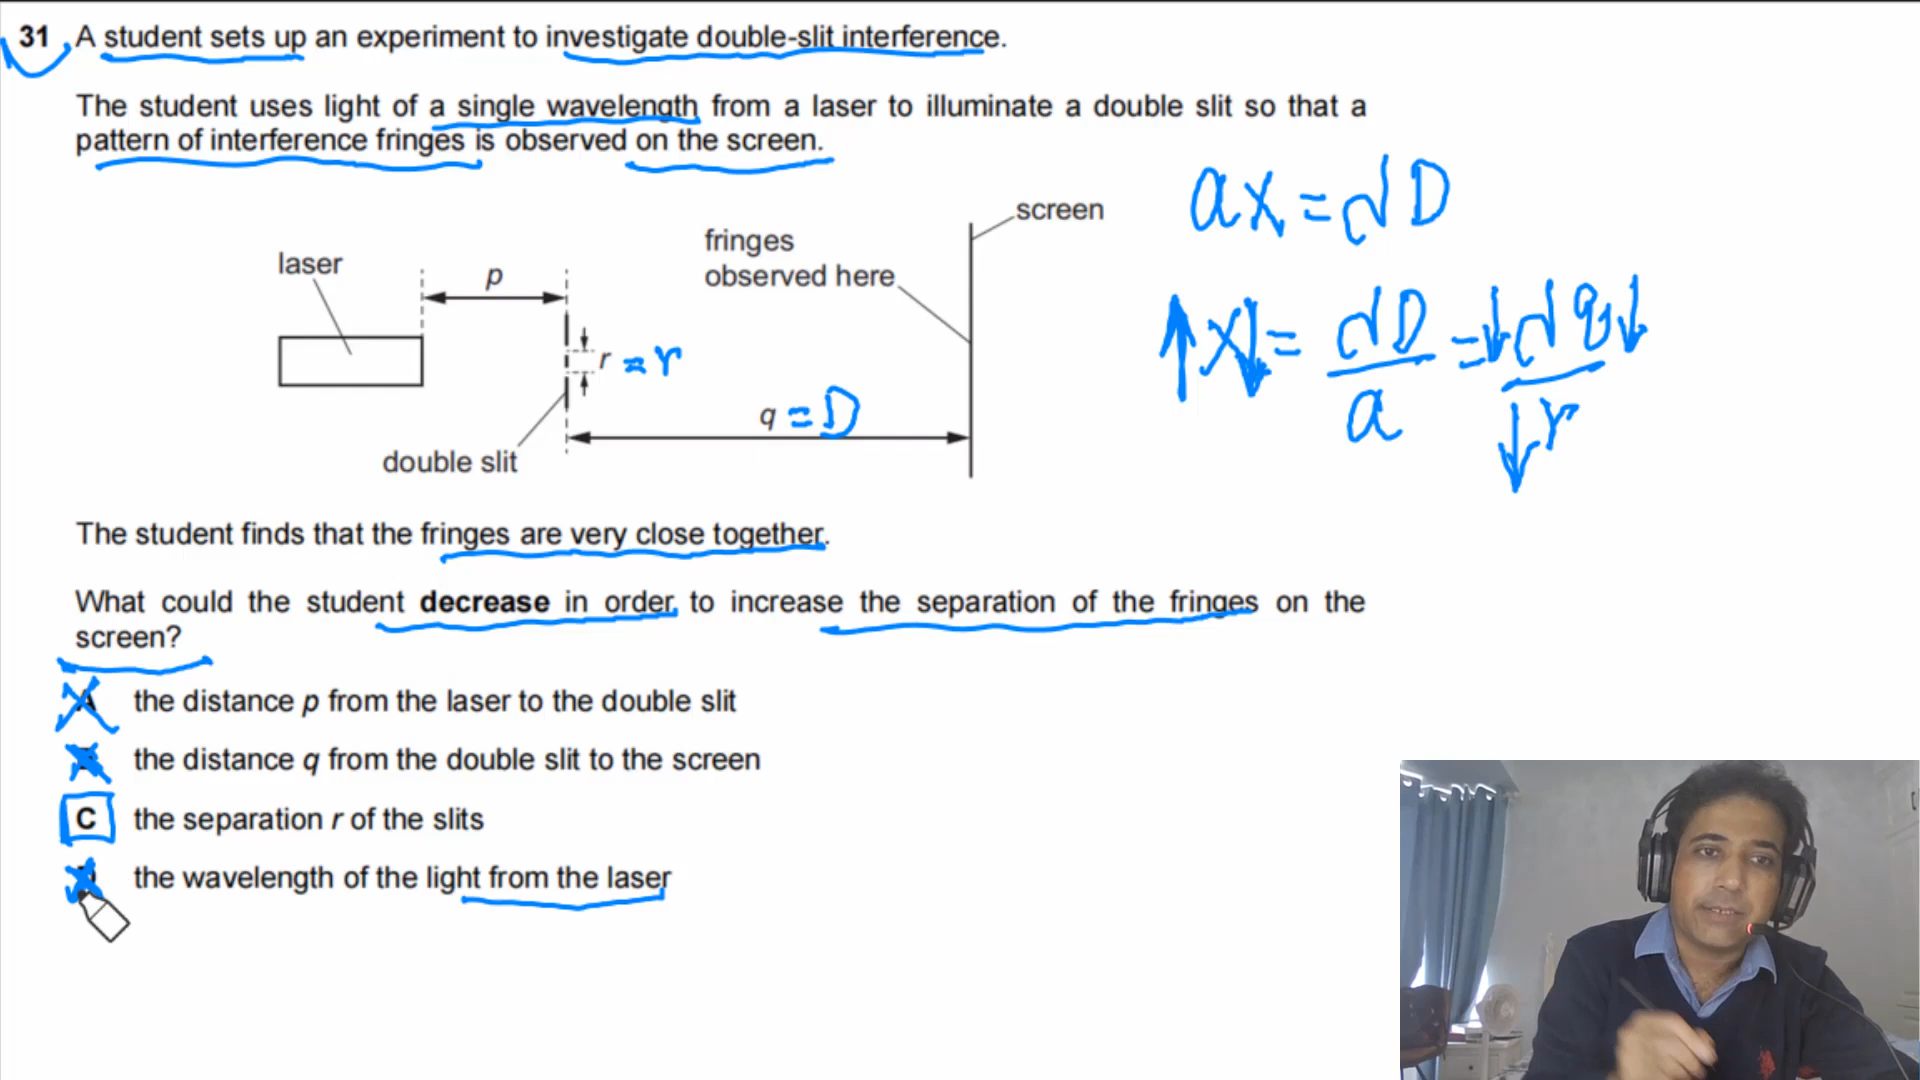 31 A student sets up an experiment to investigate double-slit interference.
The student uses light of a single wavelength from a laser to illuminate a double slit so that a
pattern of interference fringes is observed on the screen.
ax = λD
screen
fringes
observed here
laser
p
x = λD/a = λq/r
r = r
q = D
double slit
The student finds that the fringes are very close together.
What could the student decrease in order to increase the separation of the fringes on the
screen?
A the distance p from the laser to the double slit
the distance q from the double slit to the screen
C the separation r of the slits
the wavelength of the light from the laser